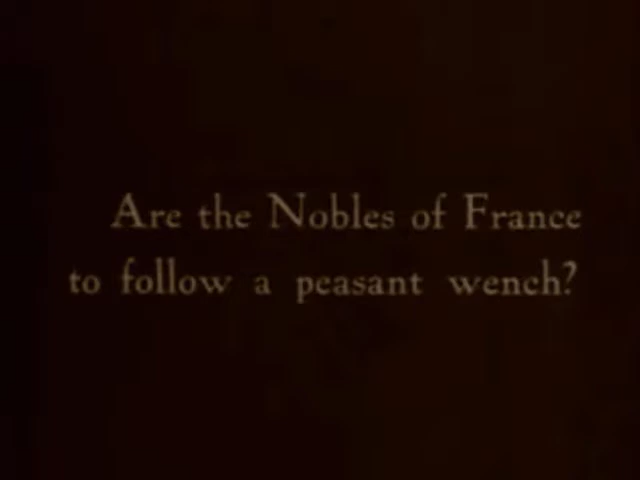 Are the Nobles of France
to follow a peasant wench?